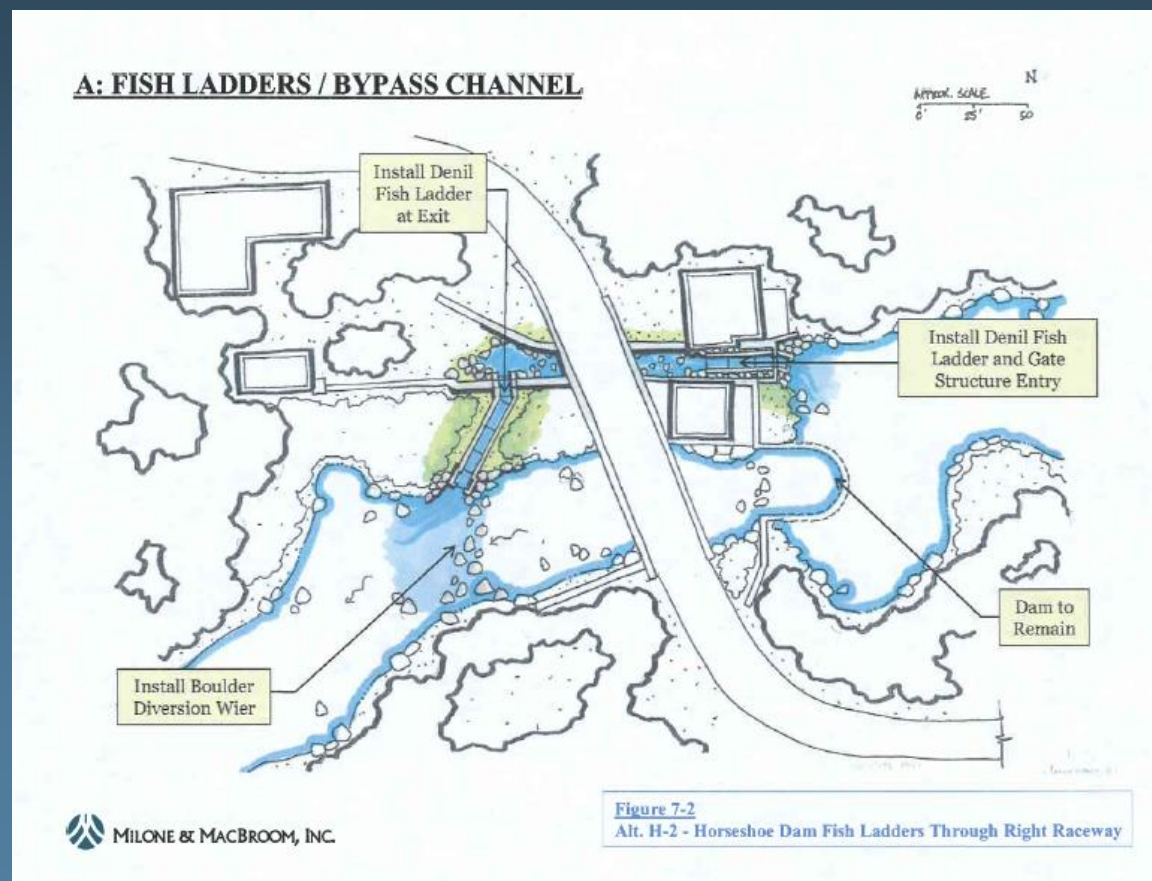 A: FISH LADDERS / BYPASS CHANNEL
N
APPROX. SCALE
0' 25' 50
Install Denil
Fish Ladder
at Exit
Install Denil Fish
Ladder and Gate
Structure Entry
Dam to
Remain
Install Boulder
Diversion Wier
MILONE & MACBROOM, INC.
Figure 7-2
Alt. H-2 - Horseshoe Dam Fish Ladders Through Right Raceway